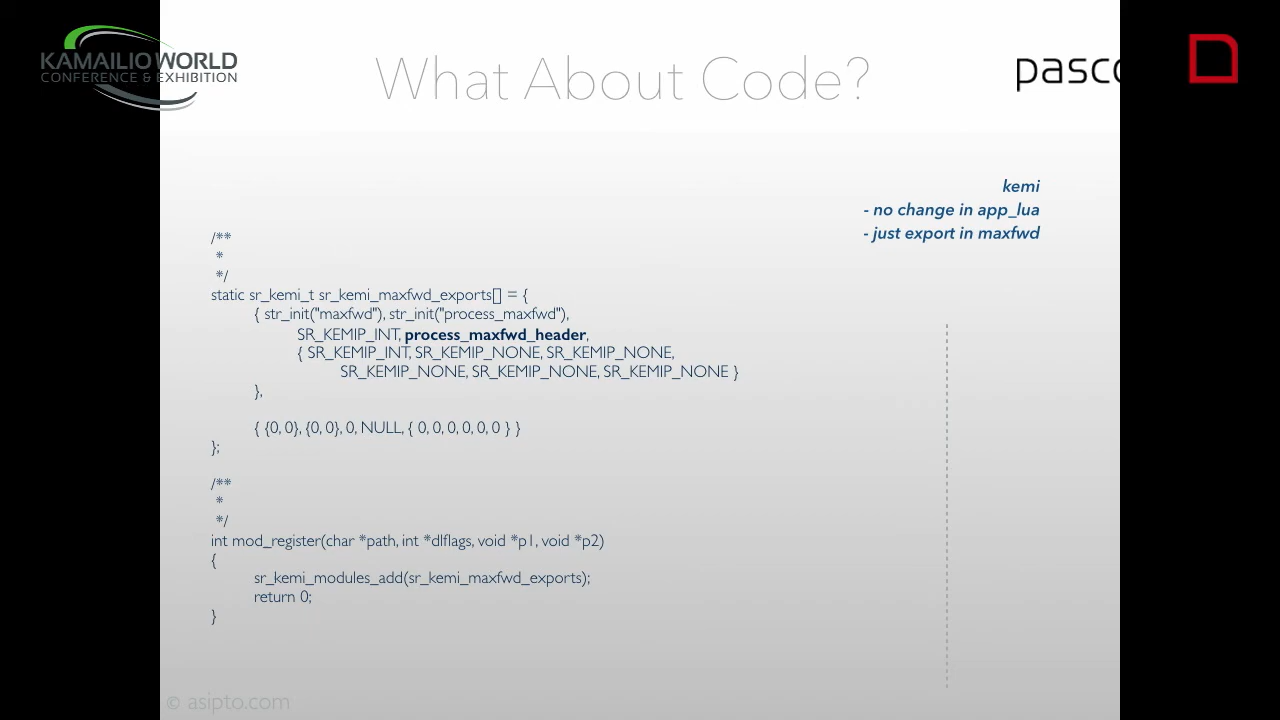 KAMAILIO WORLD
CONFERENCE & EXHIBITION
What About Code?
pasc
kemi
- no change in app_lua
- just export in maxfwd
/**
*
*/
static sr_kemi_t sr_kemi_maxfwd_exports[] = {
{ str_init("maxfwd"), str_init("process_maxfwd"),
SR_KEMIP_INT, process_maxfwd_header,
{ SR_KEMIP_INT, SR_KEMIP_NONE, SR_KEMIP_NONE,
SR_KEMIP_NONE, SR_KEMIP_NONE, SR_KEMIP_NONE }
},
{ {0, 0}, {0, 0}, 0, NULL, { 0, 0, 0, 0, 0, 0 } }
};
/**
*
*/
int mod_register(char *path, int *dlflags, void *p1, void *p2)
{
sr_kemi_modules_add(sr_kemi_maxfwd_exports);
return 0;
}
© asipto.com